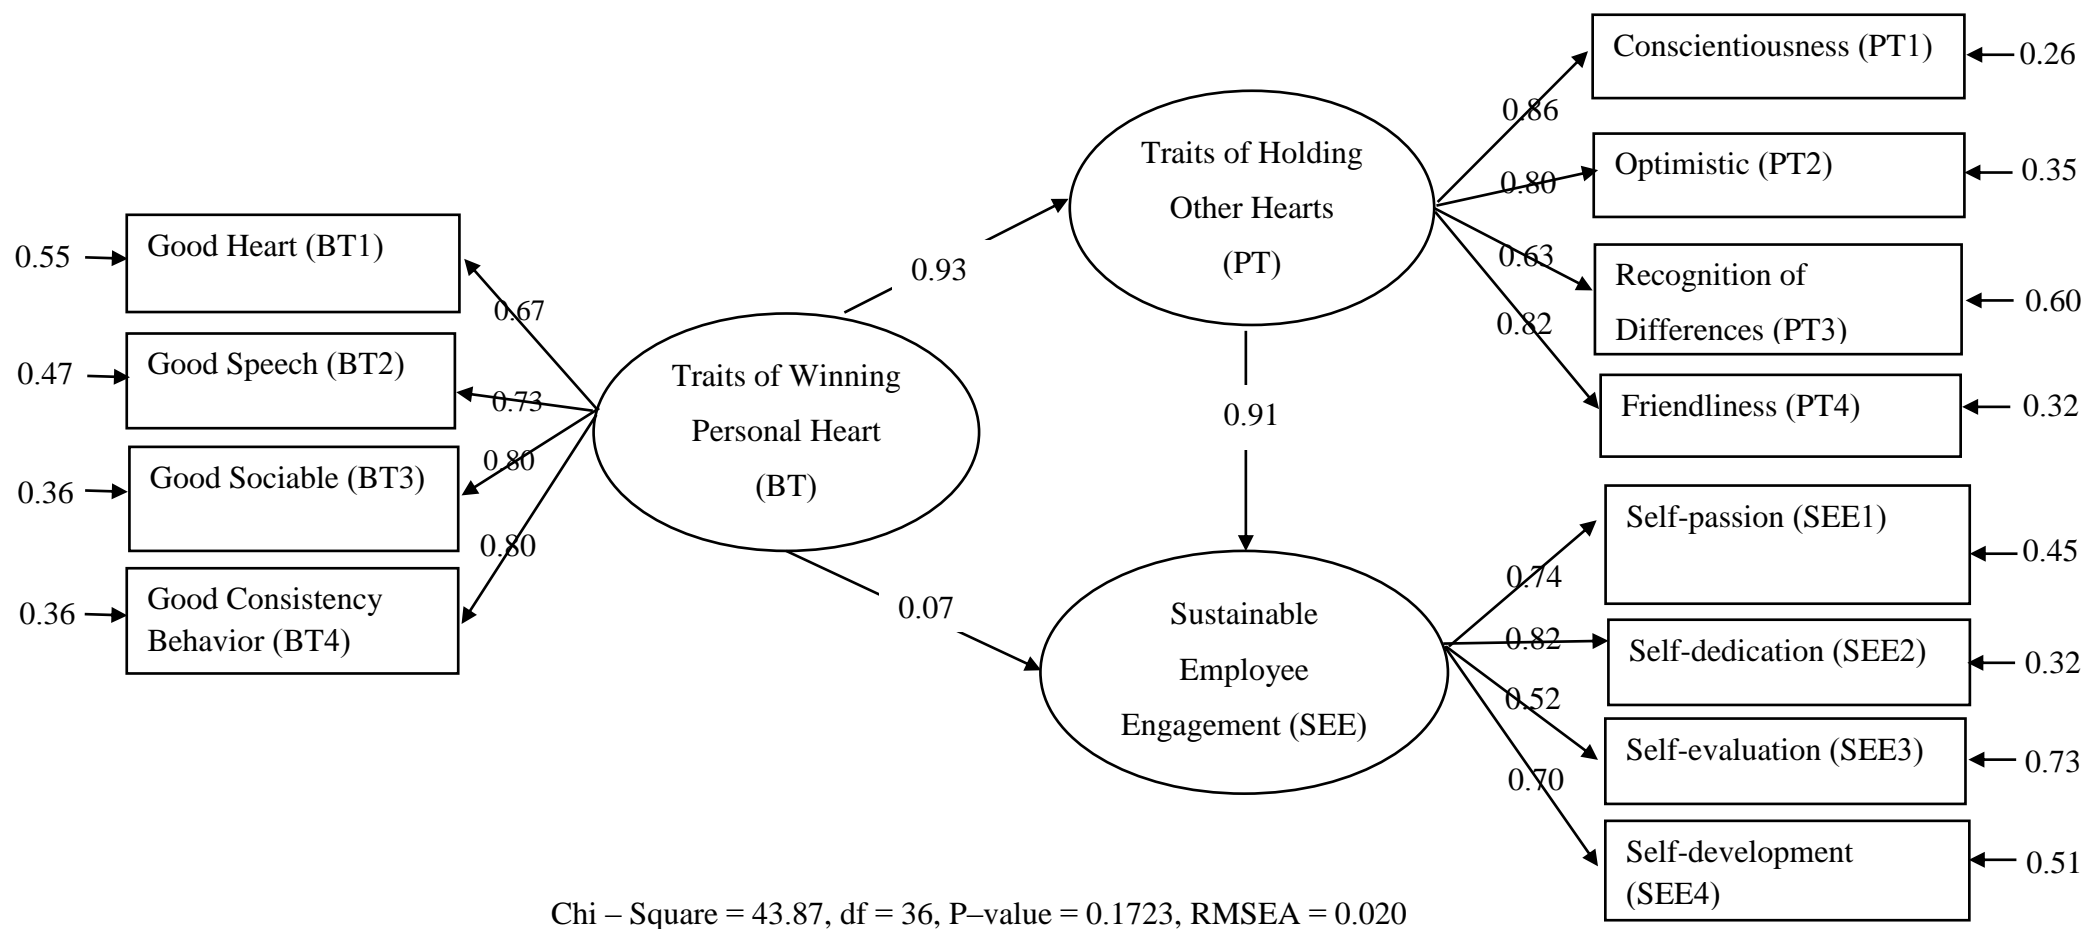 0.55
Good Heart (BT1)
0.67
0.47
Good Speech (BT2)
0.73
0.36
Good Sociable (BT3)
0.80
0.36
Good Consistency
Behavior (BT4)
0.80
Traits of Winning
Personal Heart
(BT)
0.93
0.07
Traits of Holding
Other Hearts
(PT)
0.91
Sustainable
Employee
Engagement (SEE)
0.86
Conscientiousness (PT1)
0.26
0.80
Optimistic (PT2)
0.35
0.63
Recognition of
Differences (PT3)
0.60
0.82
Friendliness (PT4)
0.32
0.74
Self-passion (SEE1)
0.45
0.82
Self-dedication (SEE2)
0.32
0.52
Self-evaluation (SEE3)
0.73
0.70
Self-development
(SEE4)
0.51
Chi – Square = 43.87, df = 36, P–value = 0.1723, RMSEA = 0.020